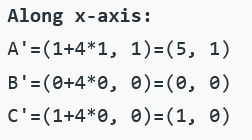 Along x-axis:
A'=(1+4*1, 1)=(5, 1)
B'=(0+4*0, 0)=(0, 0)
C'=(1+4*0, 0)=(1, 0)